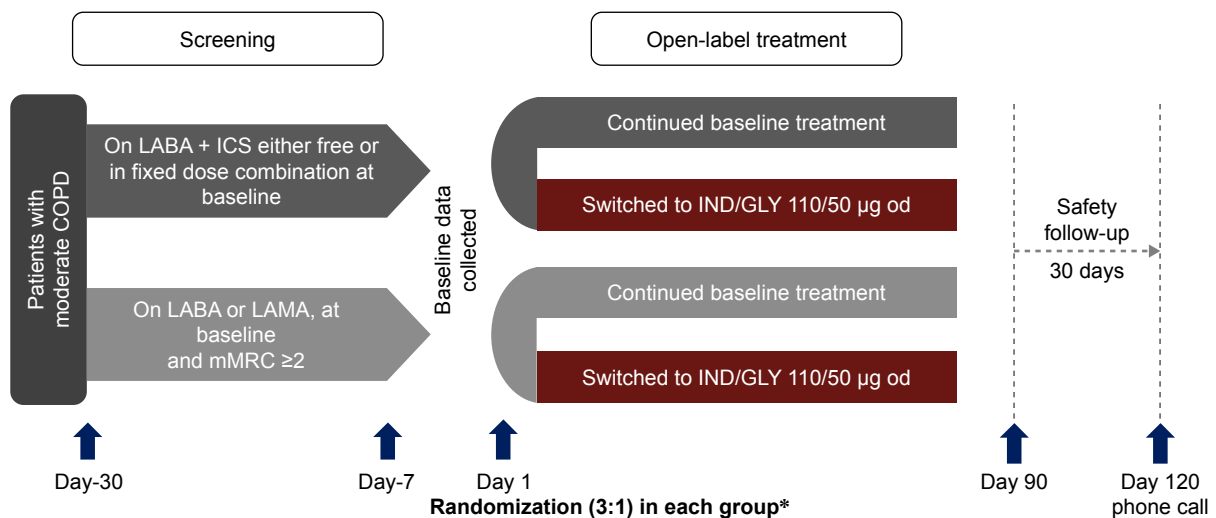 Screening
Open-label treatment
Patients with
moderate COPD
On LABA + ICS either free or
in fixed dose combination at
baseline
On LABA or LAMA, at
baseline
and mMRC ≥2
Baseline data
collected
Continued baseline treatment
Switched to IND/GLY 110/50 µg od
Continued baseline treatment
Switched to IND/GLY 110/50 µg od
Safety
follow-up
30 days
Day-30
Day-7
Day 1
Day 90
Day 120
phone call
Randomization (3:1) in each group*